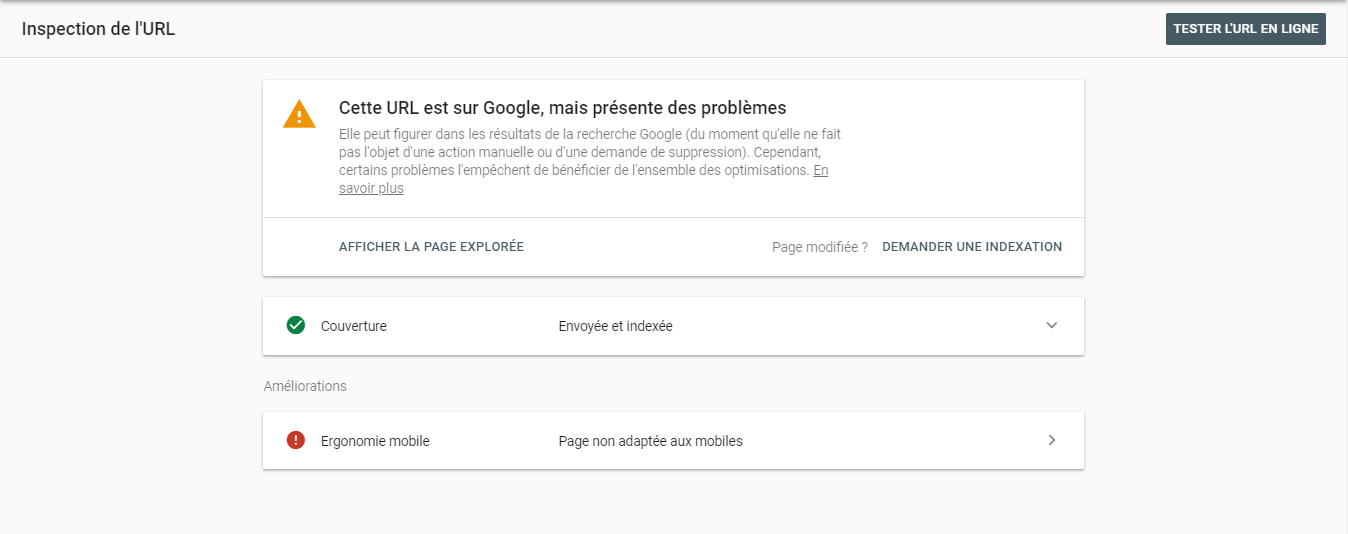 Inspection de l'URL
TESTER L'URL EN LIGNE
Cette URL est sur Google, mais présente des problèmes
Elle peut figurer dans les résultats de la recherche Google (du moment qu'elle ne fait
pas l'objet d'une action manuelle ou d'une demande de suppression). Cependant,
certains problèmes l'empêchent de bénéficier de l'ensemble des optimisations. En
savoir plus
AFFICHER LA PAGE EXPLORÉE
Page modifiée ? DEMANDER UNE INDEXATION
Couverture
Envoyée et indexée
Améliorations
Ergonomie mobile
Page non adaptée aux mobiles